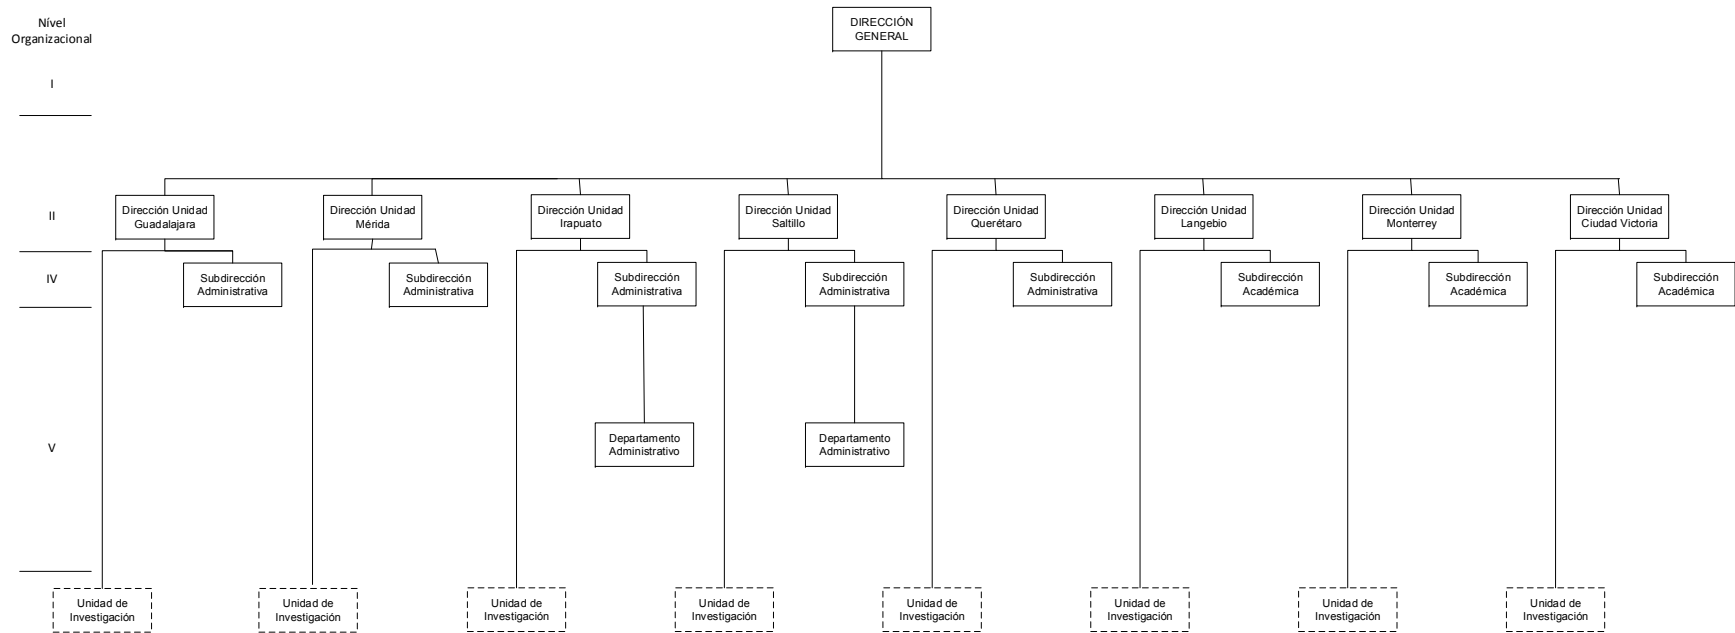 Nível
Organizacional
DIRECCIÓN
GENERAL
I
II
Dirección Unidad
Guadalajara
Dirección Unidad
Mérida
Dirección Unidad
Irapuato
Dirección Unidad
Saltillo
Dirección Unidad
Querétaro
Dirección Unidad
Langebio
Dirección Unidad
Monterrey
Dirección Unidad
Ciudad Victoria
IV
Subdirección
Administrativa
Subdirección
Administrativa
Subdirección
Administrativa
Subdirección
Administrativa
Subdirección
Administrativa
Subdirección
Académica
Subdirección
Académica
Subdirección
Académica
V
Departamento
Administrativo
Departamento
Administrativo
Unidad de
Investigación
Unidad de
Investigación
Unidad de
Investigación
Unidad de
Investigación
Unidad de
Investigación
Unidad de
Investigación
Unidad de
Investigación
Unidad de
Investigación